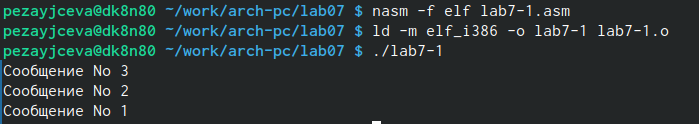 pezayjceva@dk8n80 ~/work/arch-pc/lab07 $ nasm -f elf lab7-1.asm
pezayjceva@dk8n80 ~/work/arch-pc/lab07 $ ld -m elf_i386 -o lab7-1 lab7-1.o
pezayjceva@dk8n80 ~/work/arch-pc/lab07 $ ./lab7-1
Сообщение No 3
Сообщение No 2
Сообщение No 1